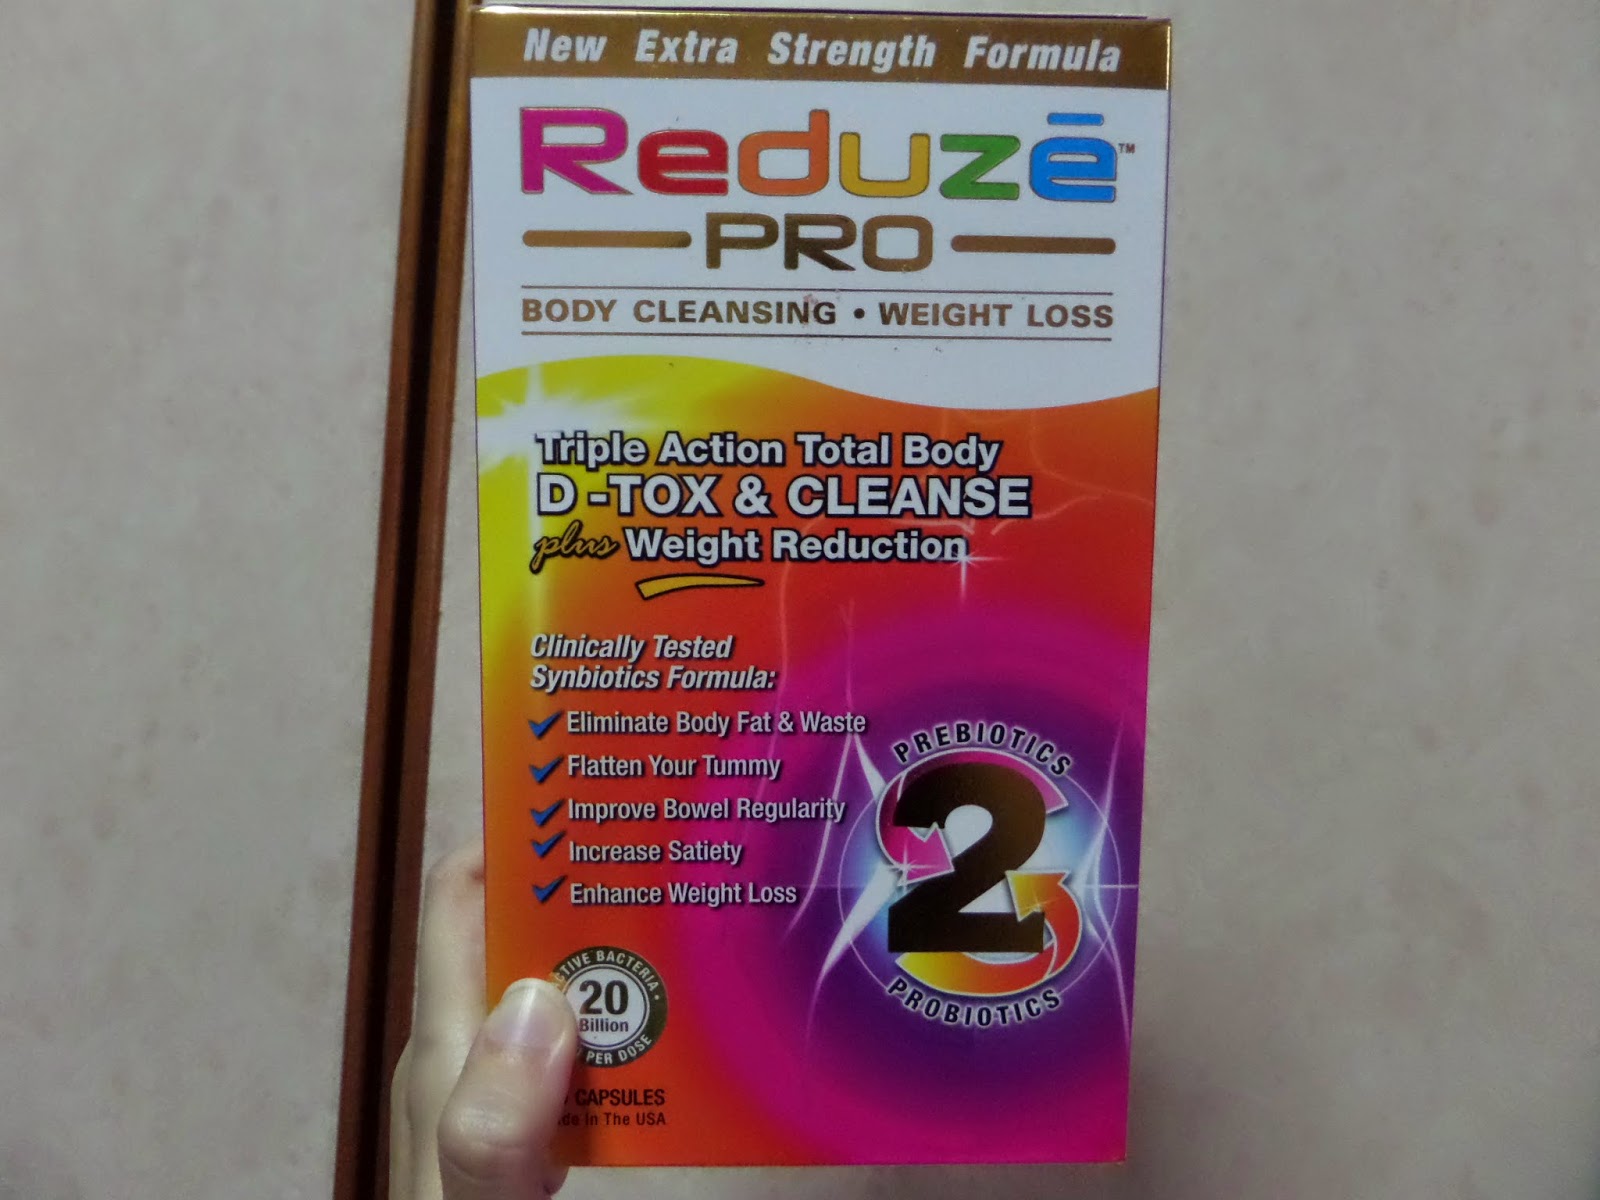 New Extra Strength Formula
Reduzē™
PRO
BODY CLEANSING • WEIGHT LOSS
Triple Action Total Body
D-TOX & CLEANSE
plus Weight Reduction
Clinically Tested
Synbiotics Formula:
Eliminate Body Fat & Waste
Flatten Your Tummy
Improve Bowel Regularity
Increase Satiety
Enhance Weight Loss
PREBIOTICS
2
PROBIOTICS
BACTERIA •
20
Billion
PER DOSE
CAPSULES
In The USA